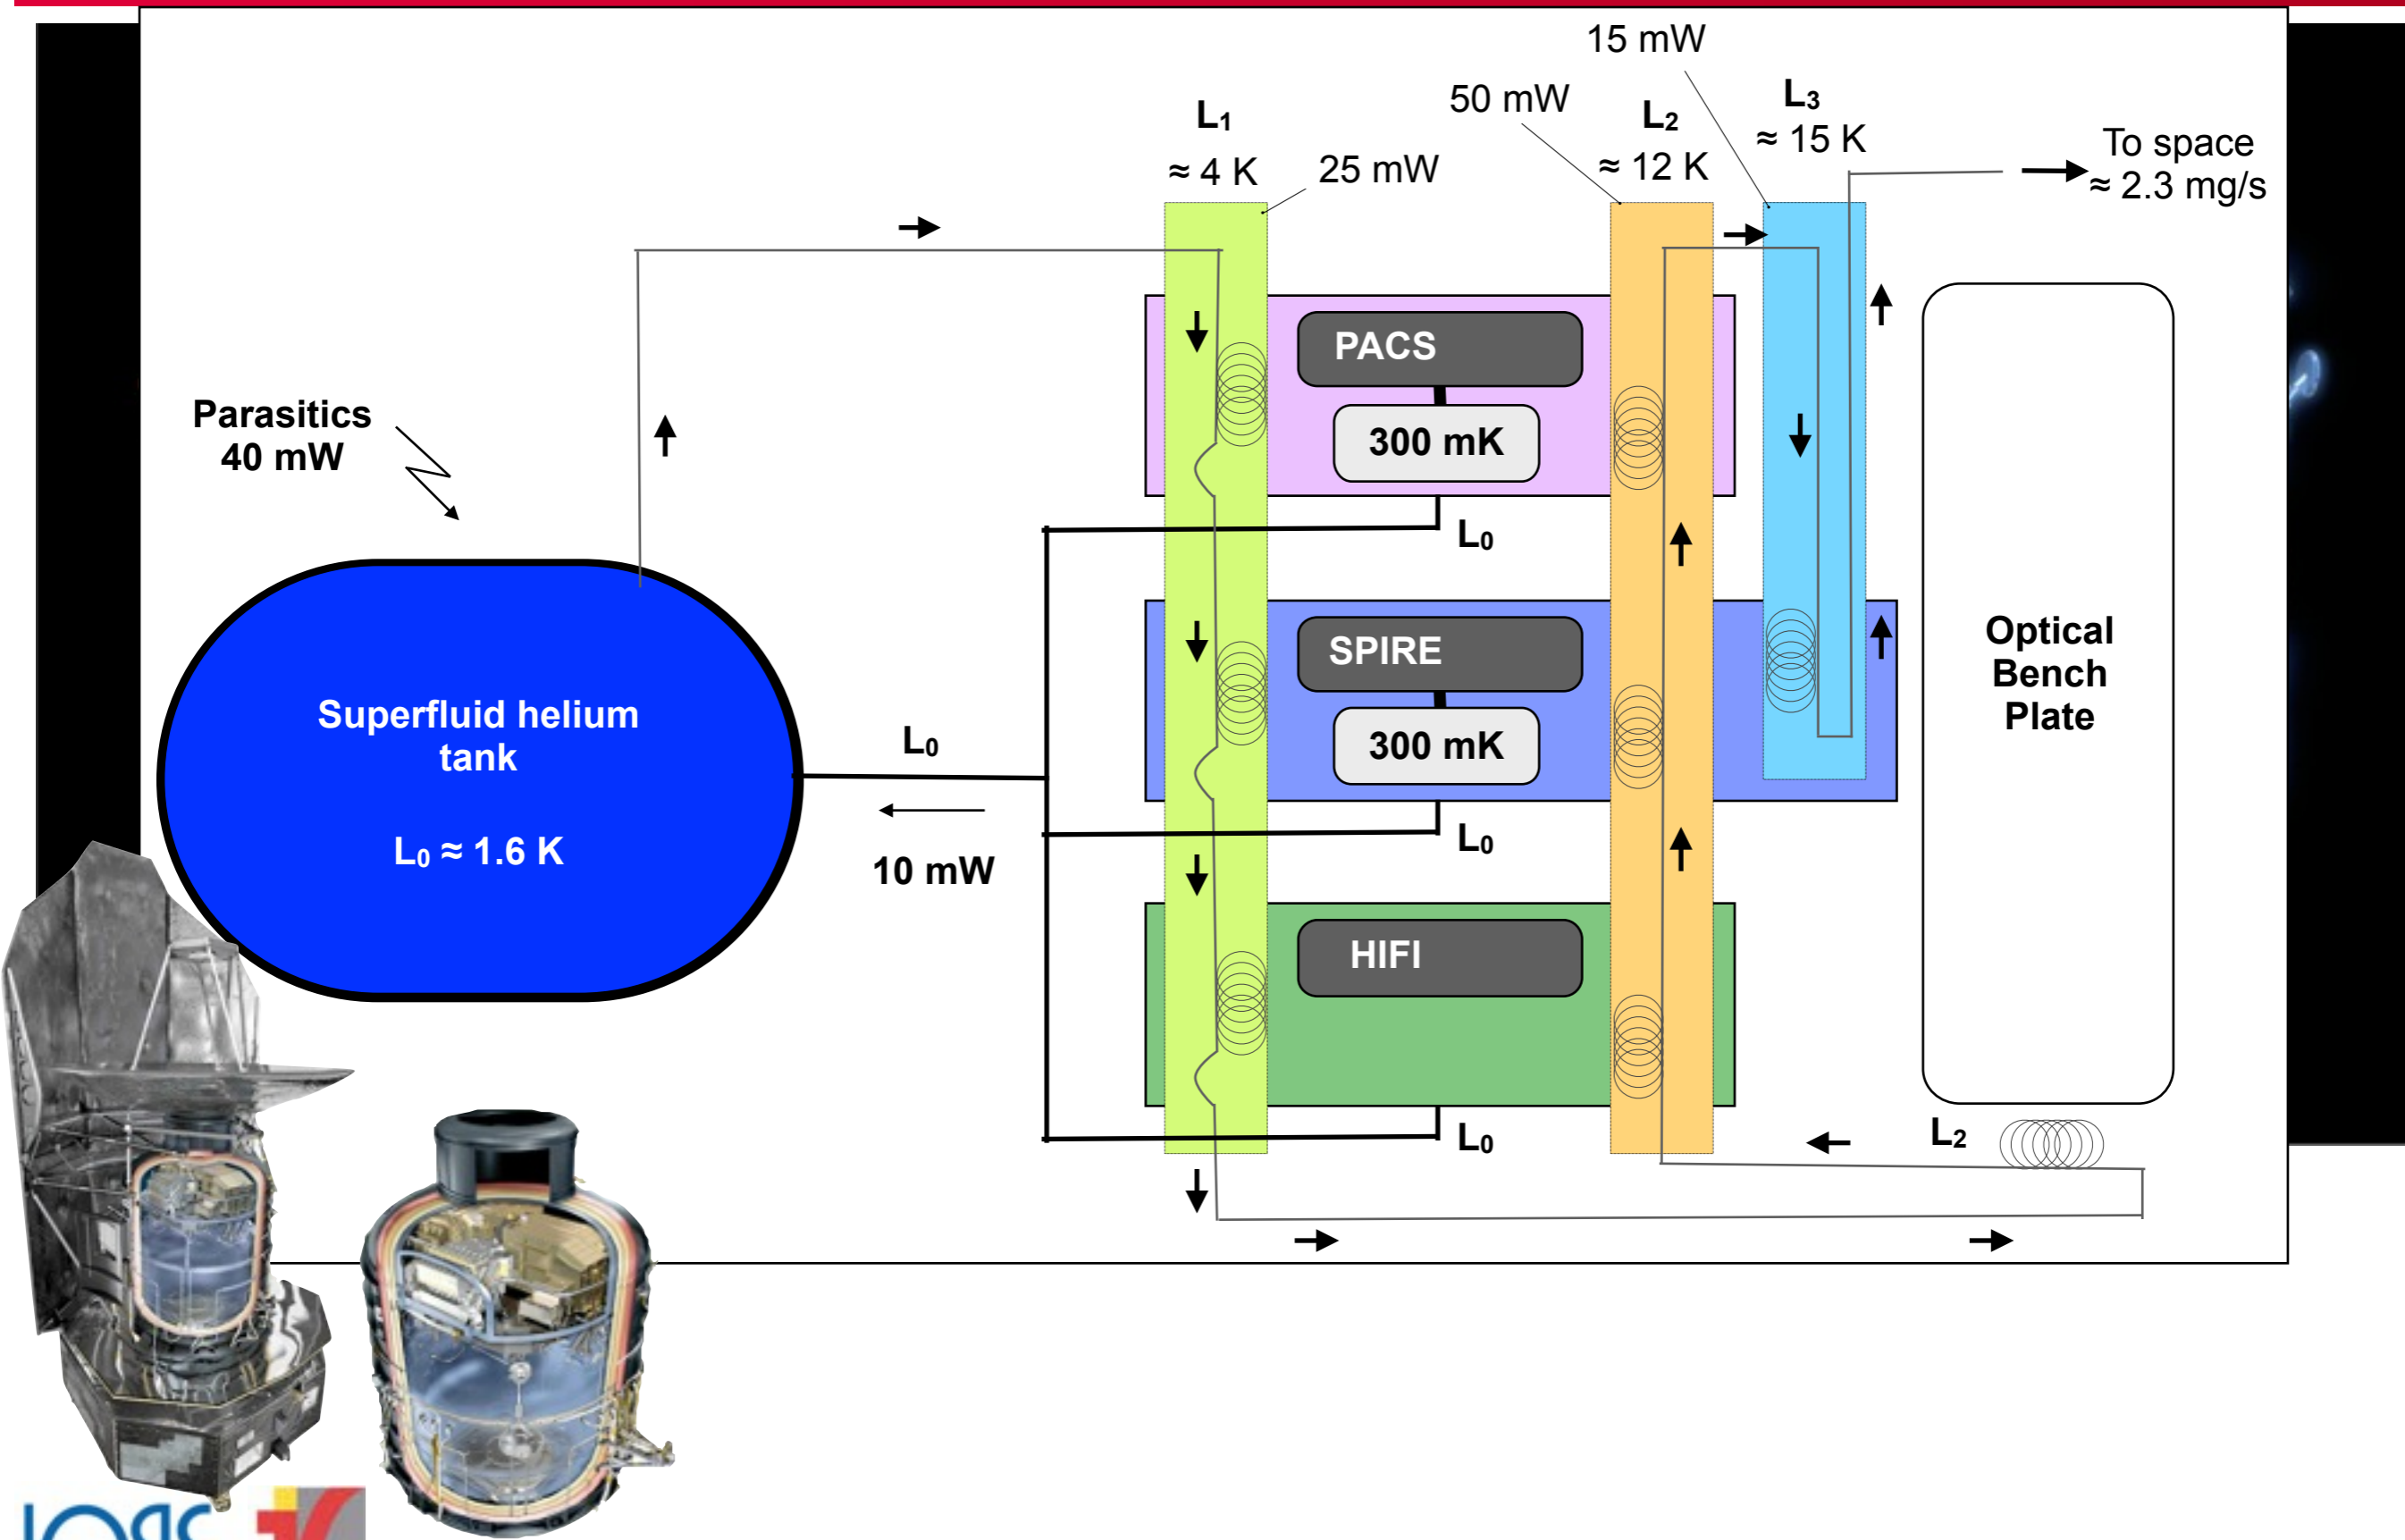 15 mW
50 mW
L₁
≈ 4 K
25 mW
L₂
≈ 12 K
L₃
≈ 15 K
To space
≈ 2.3 mg/s
Parasitics
40 mW
PACS
300 mK
L₀
SPIRE
300 mK
L₀
HIFI
L₀
Superfluid helium
tank
L₀ ≈ 1.6 K
L₀
10 mW
Optical
Bench
Plate
L₂